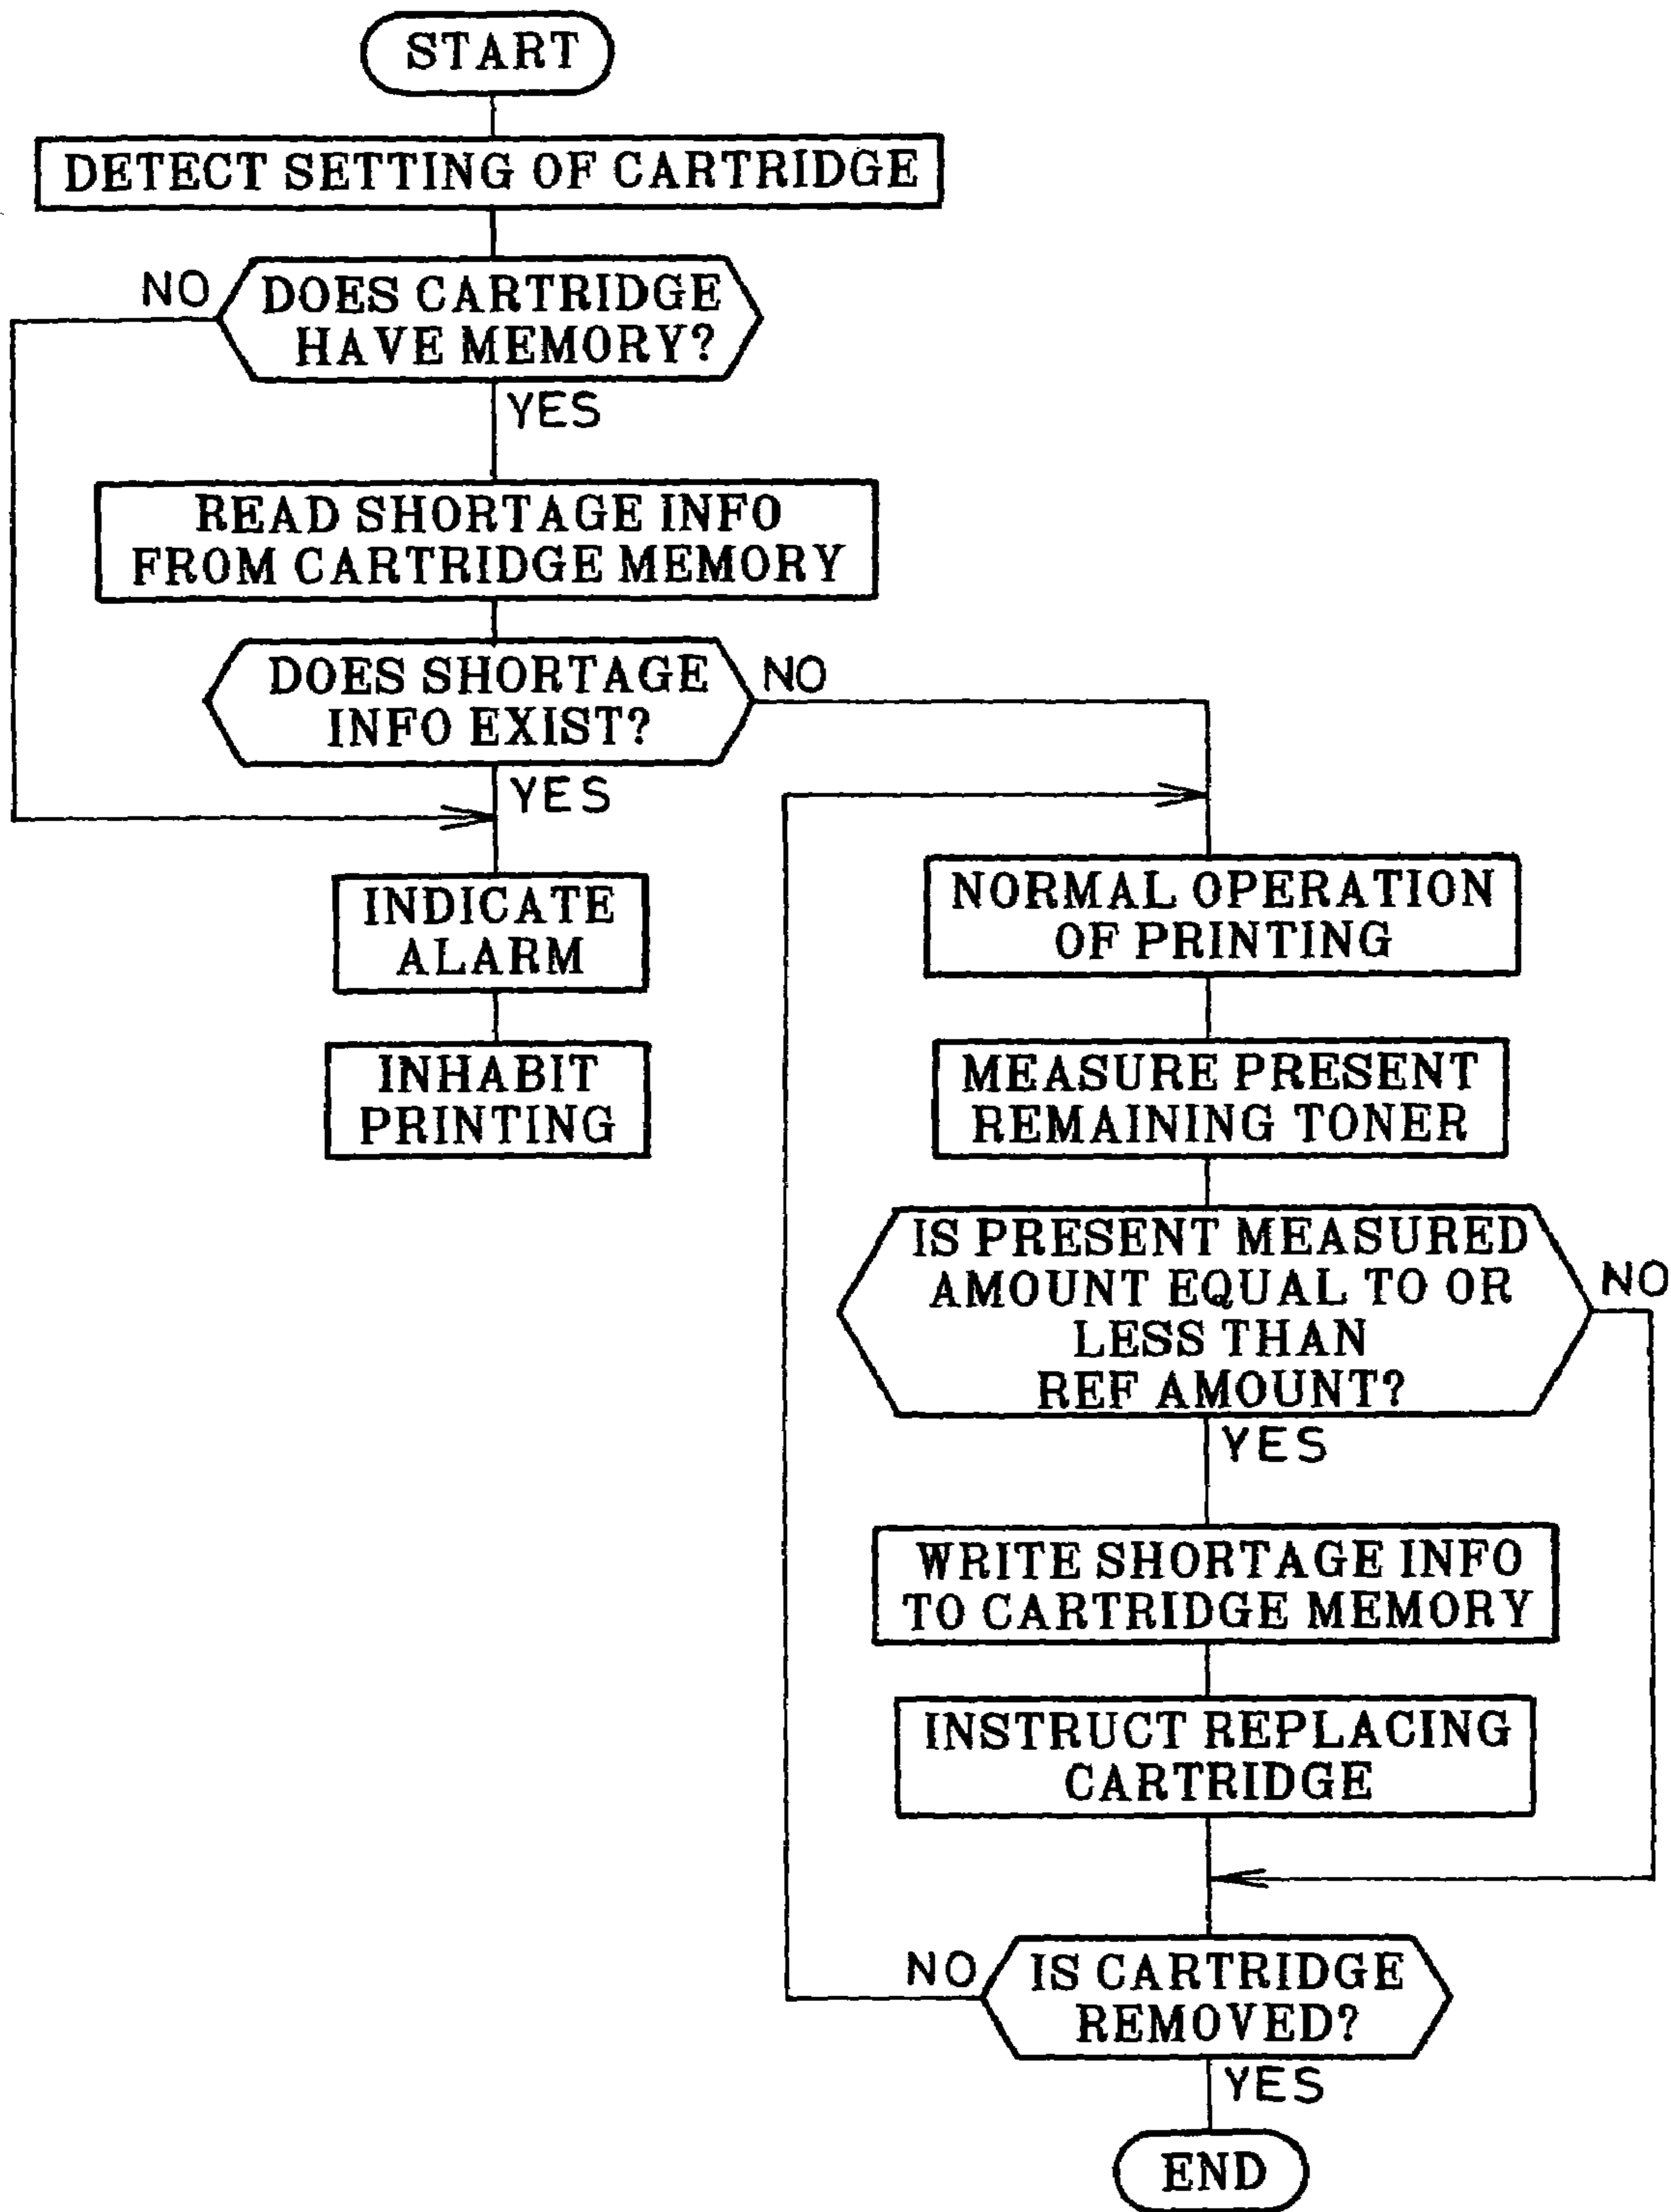 START
DETECT SETTING OF CARTRIDGE
NO
DOES CARTRIDGE
HAVE MEMORY?
YES
READ SHORTAGE INFO
FROM CARTRIDGE MEMORY
DOES SHORTAGE
INFO EXIST?
NO
YES
INDICATE
ALARM
INHABIT
PRINTING
NORMAL OPERATION
OF PRINTING
MEASURE PRESENT
REMAINING TONER
IS PRESENT MEASURED
AMOUNT EQUAL TO OR
LESS THAN
REF AMOUNT?
NO
YES
WRITE SHORTAGE INFO
TO CARTRIDGE MEMORY
INSTRUCT REPLACING
CARTRIDGE
NO
IS CARTRIDGE
REMOVED?
YES
END